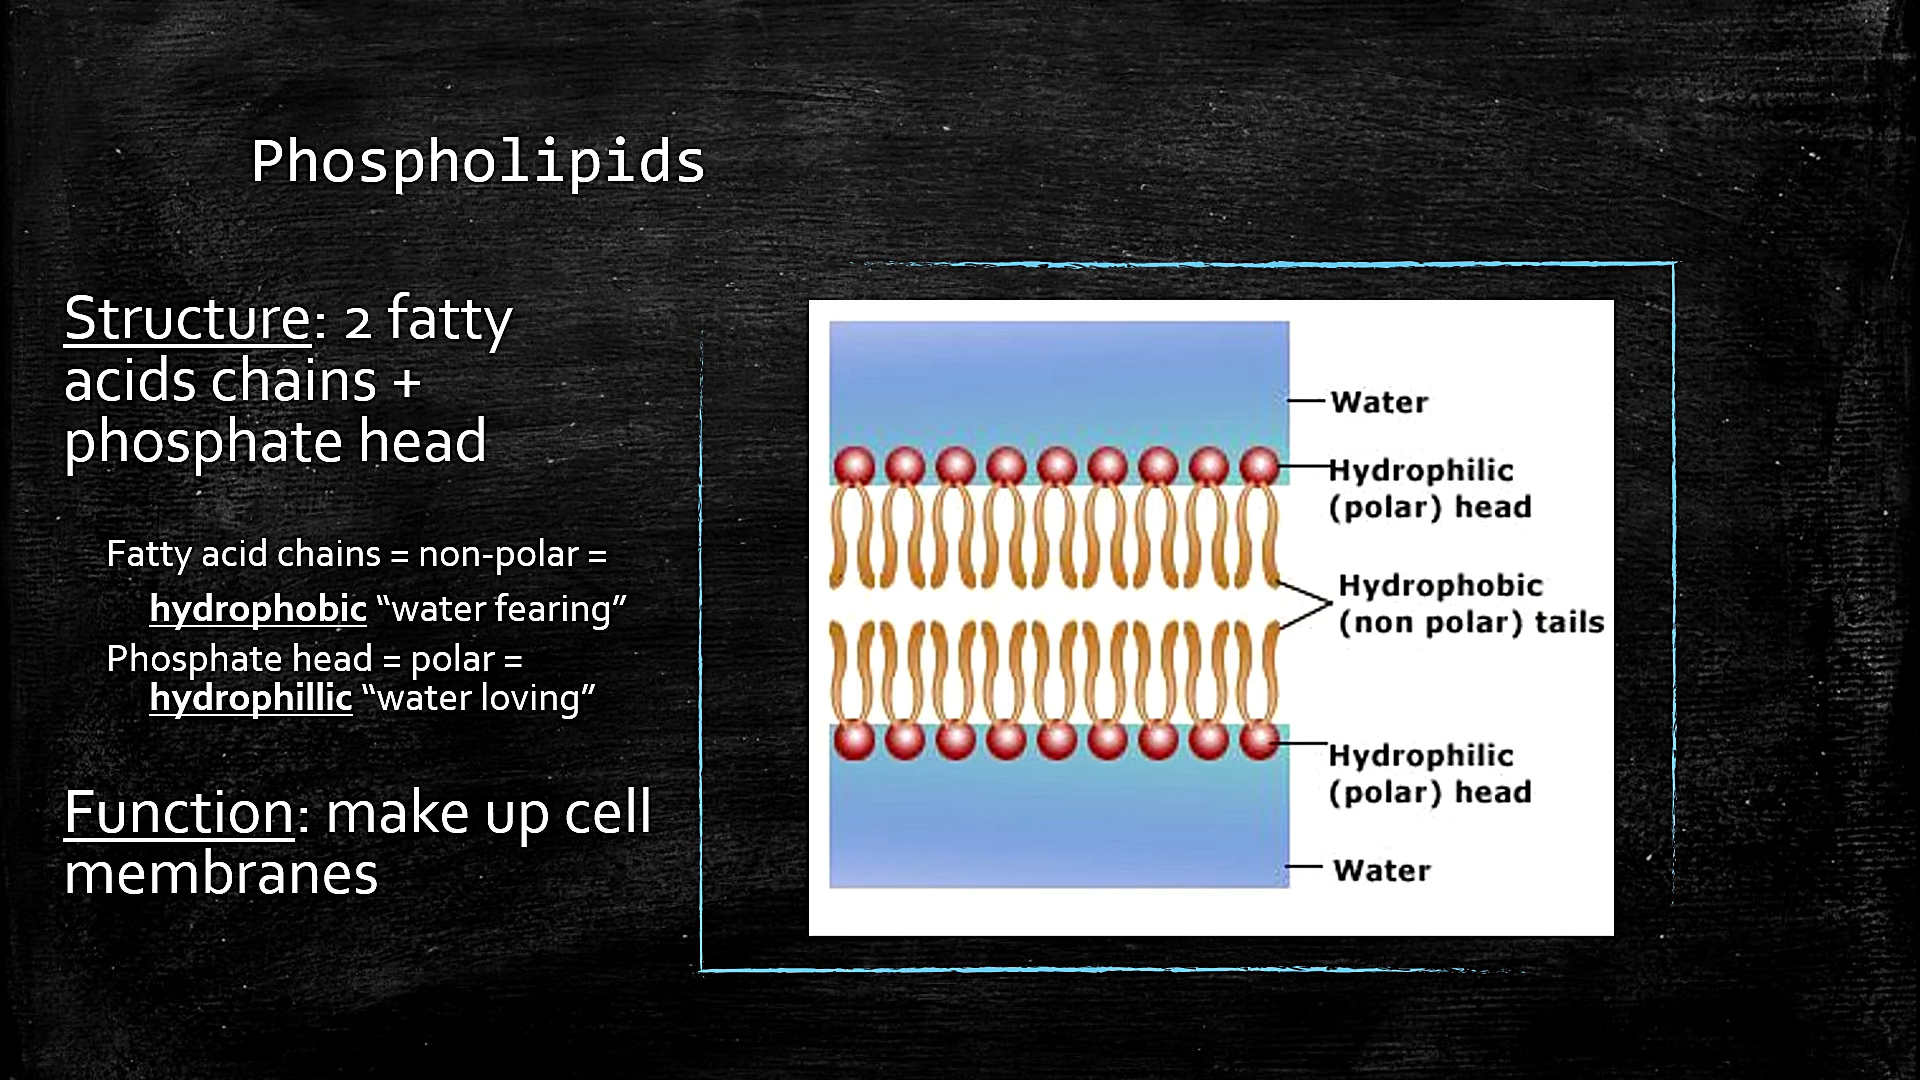 Phospholipids
Structure: 2 fatty
acids chains +
phosphate head
Fatty acid chains = non-polar =
hydrophobic “water fearing”
Phosphate head = polar =
hydrophillic “water loving”
Function: make up cell
membranes
Water
Hydrophilic
(polar) head
Hydrophobic
(non polar) tails
Hydrophilic
(polar) head
Water